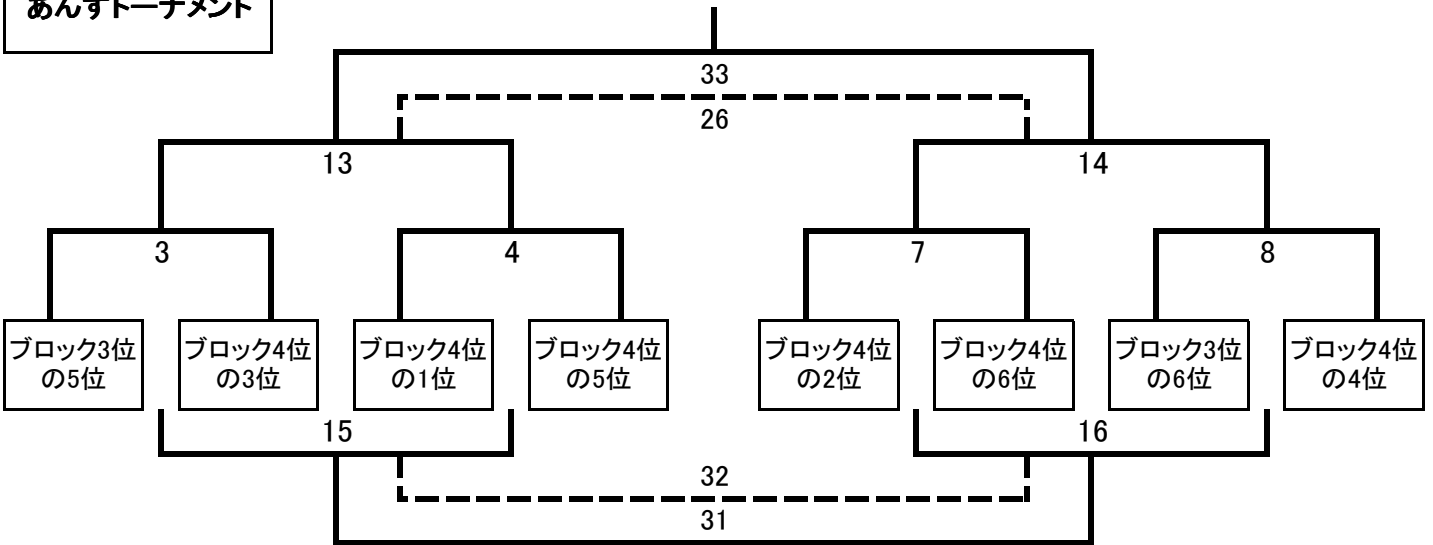 あんずトーナメント
33
26
13
14
3
4
7
8
ブロック3位
の5位
ブロック4位
の3位
ブロック4位
の1位
ブロック4位
の5位
ブロック4位
の2位
ブロック4位
の6位
ブロック3位
の6位
ブロック4位
の4位
15
16
32
31